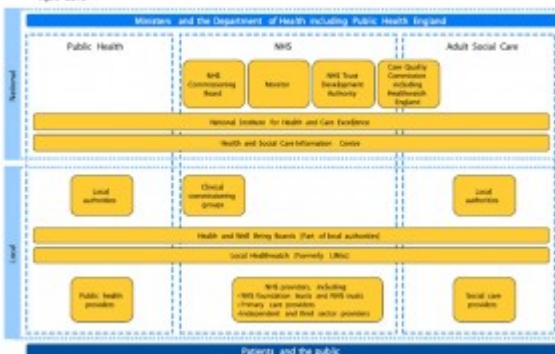 Ministers and the Department of Health including Public Health England
Public Health
NHS
Adult Social Care
National
NHS
Commissioning
Board
Monitor
NHS Trust
Development
Authority
Care Quality
Commission
including
Healthwatch
England
National Institute for Health and Care Excellence
Health and Social Care Information Centre
Local
Local
authorities
Clinical
commissioning
groups
Local
authorities
Health and Well Being Boards (Part of local authorities)
Local Healthwatch (Formerly LINks)
Public health
providers
NHS providers, including
•NHS foundation trusts and NHS trusts
•Primary care providers
•Independent and third sector providers
Social care
providers
Patients and the public